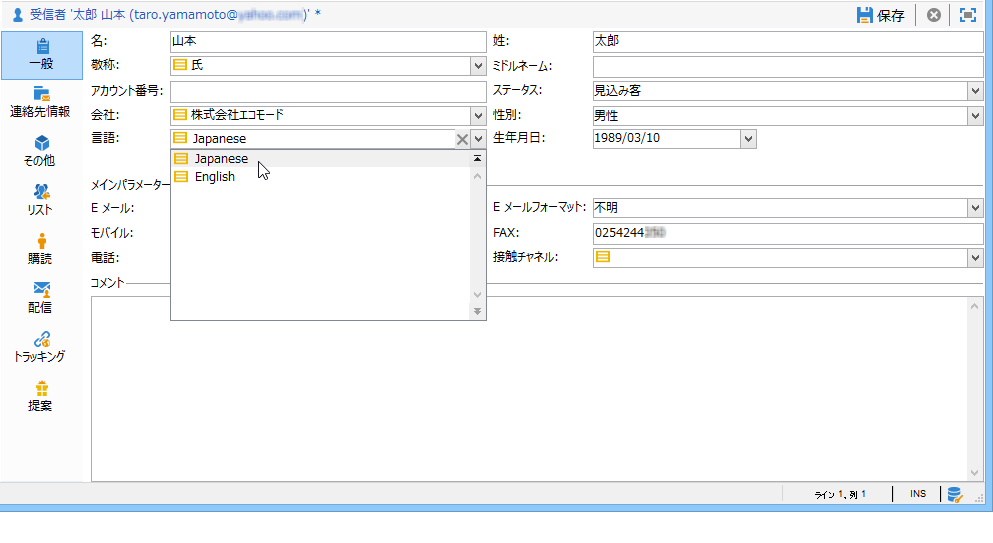 受信者 '太郎 山本 (taro.yamamoto@ )' *
保存
一般
連絡先情報
その他
リスト
購読
配信
トラッキング
提案
名: 山本 姓: 太郎
敬称: 氏 ミドルネーム:
アカウント番号: ステータス: 見込み客
会社: 株式会社エコモード 性別: 男性
言語: Japanese 生年月日: 1989/03/10
Japanese
English
メインパラメーター
E メール: E メールフォーマット: 不明
モバイル: FAX: 0254244
電話: 接触チャネル:
コメント
ライン 1、列 1 INS